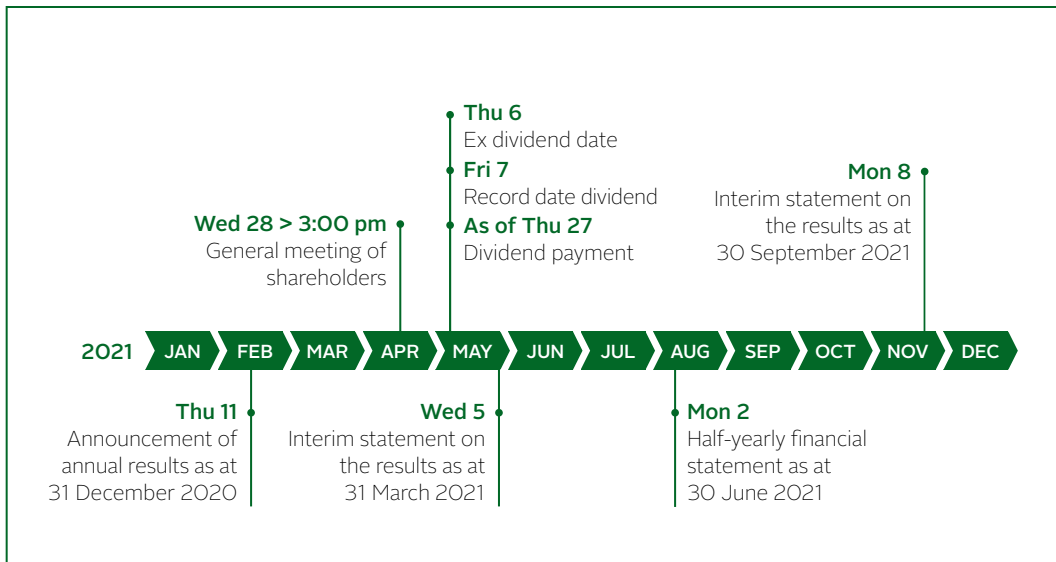 Thu 6
Ex dividend date
Fri 7
Record date dividend
As of Thu 27
Dividend payment
Wed 28 > 3:00 pm
General meeting of
shareholders
Mon 8
Interim statement on
the results as at
30 September 2021
2021 JAN FEB MAR APR MAY JUN JUL AUG SEP OCT NOV DEC
Thu 11
Announcement of
annual results as at
31 December 2020
Wed 5
Interim statement on
the results as at
31 March 2021
Mon 2
Half-yearly financial
statement as at
30 June 2021